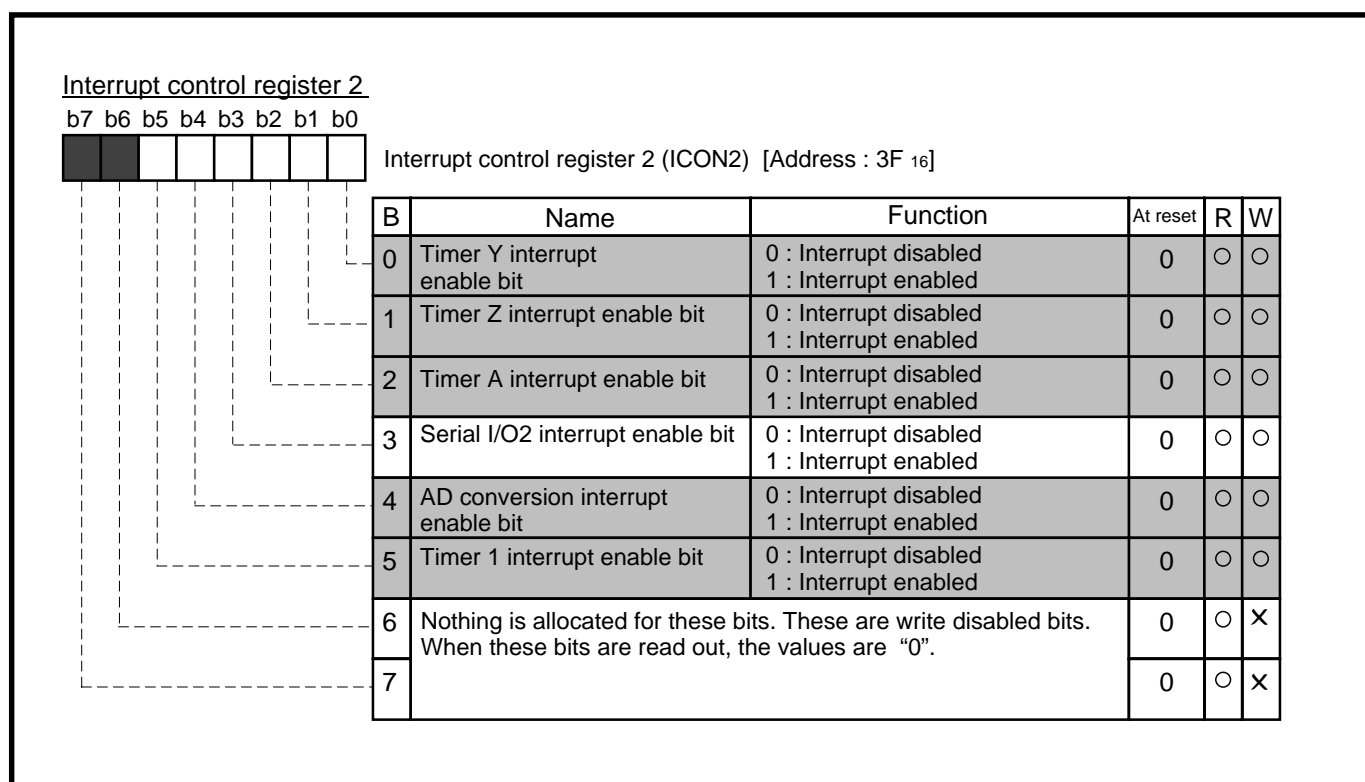 Interrupt control register 2
b7 b6 b5 b4 b3 b2 b1 b0
Interrupt control register 2 (ICON2) [Address : 3F 16]
B Name Function At reset R W
0 Timer Y interrupt enable bit 0 : Interrupt disabled 0 ○ ○
1 : Interrupt enabled
1 Timer Z interrupt enable bit 0 : Interrupt disabled 0 ○ ○
1 : Interrupt enabled
2 Timer A interrupt enable bit 0 : Interrupt disabled 0 ○ ○
1 : Interrupt enabled
3 Serial I/O2 interrupt enable bit 0 : Interrupt disabled 0 ○ ○
1 : Interrupt enabled
4 AD conversion interrupt enable bit 0 : Interrupt disabled 0 ○ ○
1 : Interrupt enabled
5 Timer 1 interrupt enable bit 0 : Interrupt disabled 0 ○ ○
1 : Interrupt enabled
6 Nothing is allocated for these bits. These are write disabled bits. 0 ○ ×
When these bits are read out, the values are “0”.
7 0 ○ ×